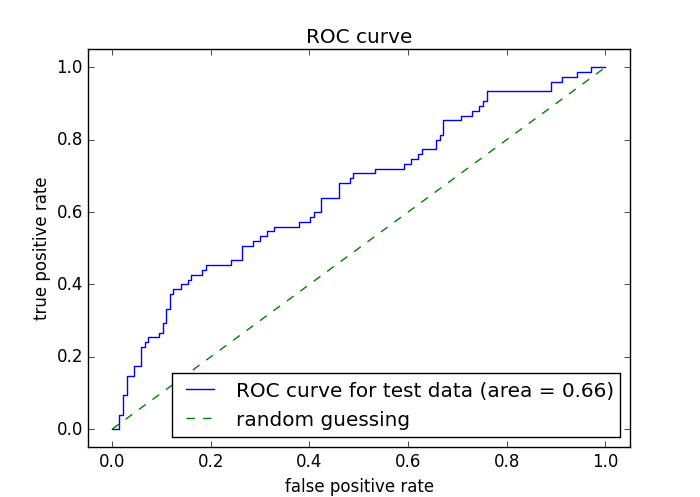 ROC curve
1.0
0.8
0.6
0.4
0.2
0.0
true positive rate
ROC curve for test data (area = 0.66)
random guessing
0.0 0.2 0.4 0.6 0.8 1.0
false positive rate